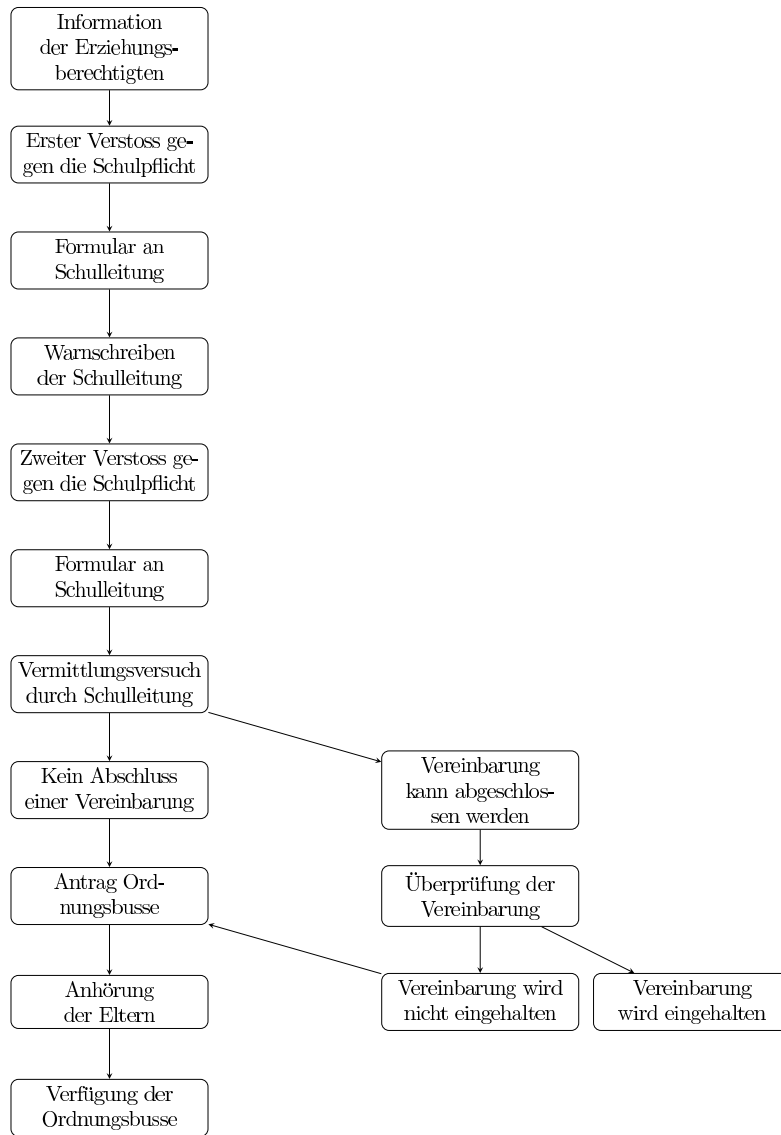 Information
der Erziehungs-
berechtigten
Erster Verstoss ge-
gen die Schulpflicht
Formular an
Schulleitung
Warnschreiben
der Schulleitung
Zweiter Verstoss ge-
gen die Schulpflicht
Formular an
Schulleitung
Vermittlungsversuch
durch Schulleitung
Kein Abschluss
einer Vereinbarung
Vereinbarung
kann abgeschlos-
sen werden
Antrag Ord-
nungsbusse
Überprüfung der
Vereinbarung
Anhörung
der Eltern
Vereinbarung wird
nicht eingehalten
Vereinbarung
wird eingehalten
Verfügung der
Ordnungsbusse